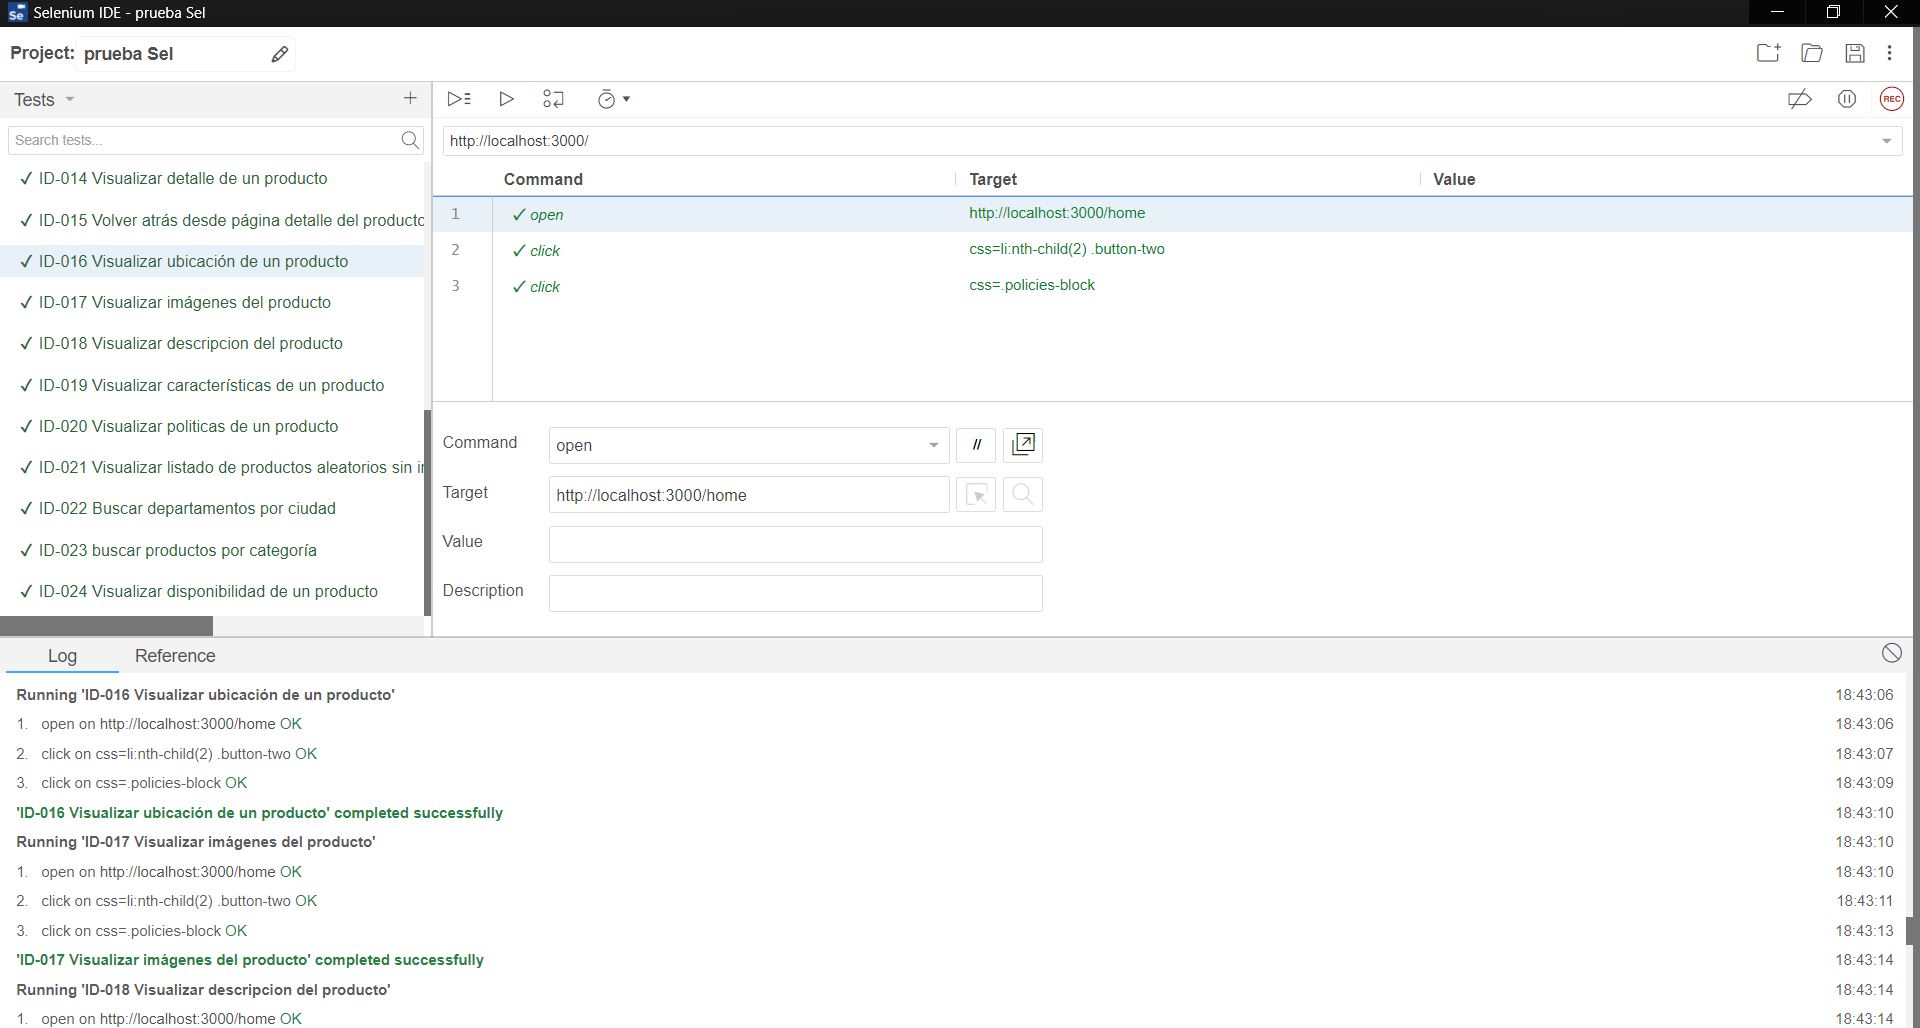 Selenium IDE - prueba Sel
Project: prueba Sel
Tests
Search tests...
✓ ID-014 Visualizar detalle de un producto
✓ ID-015 Volver atrás desde página detalle del producto
✓ ID-016 Visualizar ubicación de un producto
✓ ID-017 Visualizar imágenes del producto
✓ ID-018 Visualizar descripcion del producto
✓ ID-019 Visualizar características de un producto
✓ ID-020 Visualizar politicas de un producto
✓ ID-021 Visualizar listado de productos aleatorios sin
✓ ID-022 Buscar departamentos por ciudad
✓ ID-023 buscar productos por categoría
✓ ID-024 Visualizar disponibilidad de un producto
REC
http://localhost:3000/
Command Target Value
1 ✓ open http://localhost:3000/home
2 ✓ click css=li:nth-child(2) .button-two
3 ✓ click css=.policies-block
Command open //
Target http://localhost:3000/home
Value
Description
Log Reference
Running 'ID-016 Visualizar ubicación de un producto' 18:43:06
1. open on http://localhost:3000/home OK 18:43:06
2. click on css=li:nth-child(2) .button-two OK 18:43:07
3. click on css=.policies-block OK 18:43:09
'ID-016 Visualizar ubicación de un producto' completed successfully 18:43:10
Running 'ID-017 Visualizar imágenes del producto' 18:43:10
1. open on http://localhost:3000/home OK 18:43:10
2. click on css=li:nth-child(2) .button-two OK 18:43:11
3. click on css=.policies-block OK 18:43:13
'ID-017 Visualizar imágenes del producto' completed successfully 18:43:14
Running 'ID-018 Visualizar descripcion del producto' 18:43:14
1. open on http://localhost:3000/home OK 18:43:14